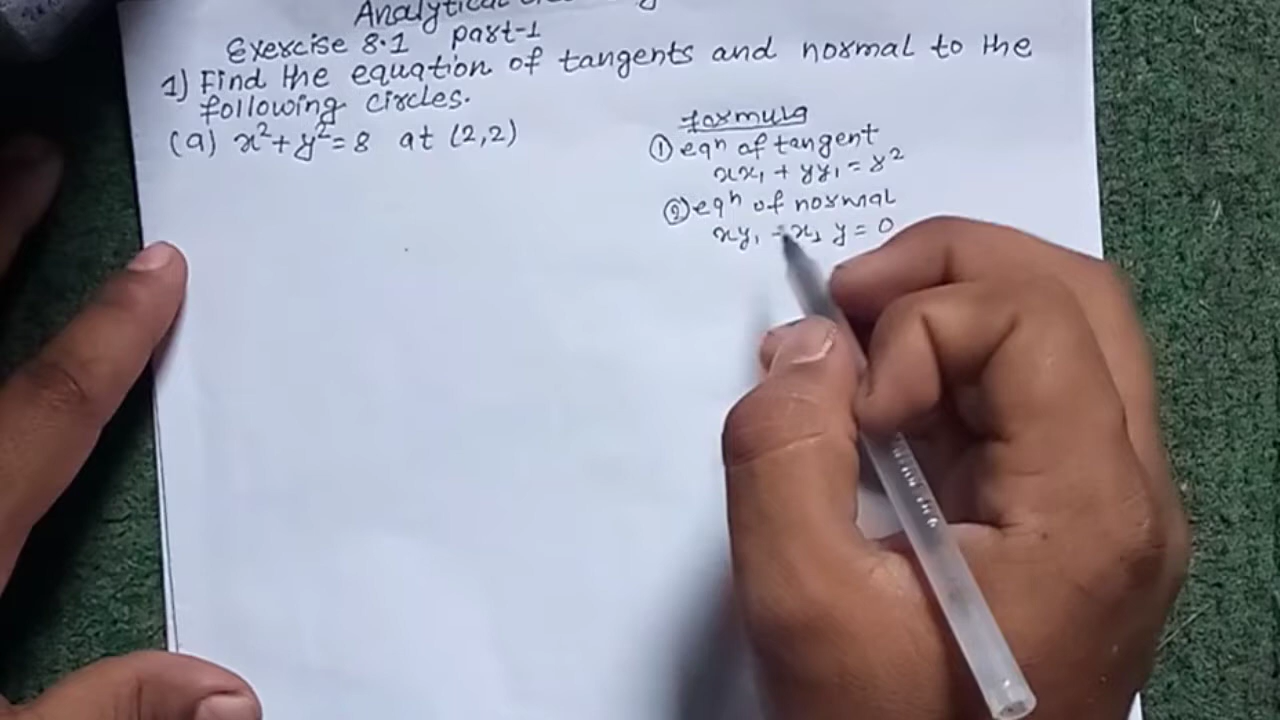 Analytical
Exercise 8.1 part-1
1) Find the equation of tangents and normal to the
following circles.
(a) x²+y²=8 at (2,2)
formula
① eqⁿ of tangent
xx₁ + yy₁ = r²
② eqⁿ of normal
xy₁ - x₁y = 0